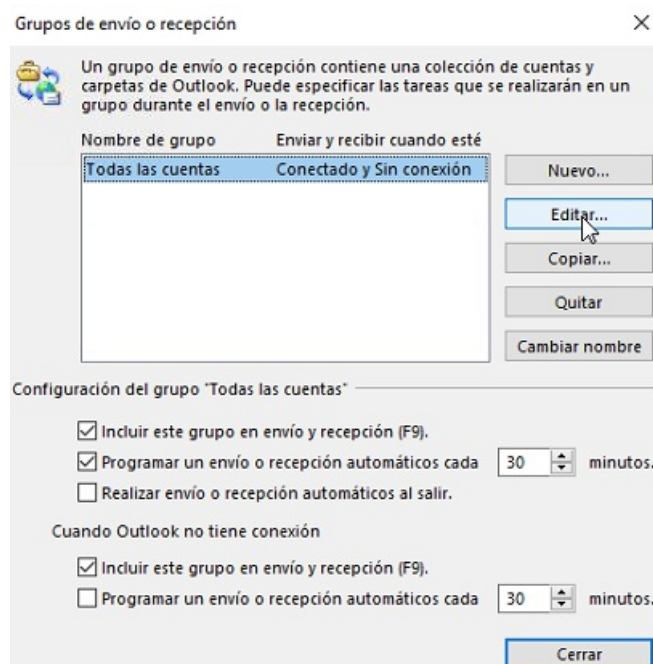 Grupos de envío o recepción
Un grupo de envío o recepción contiene una colección de cuentas y
carpetas de Outlook. Puede especificar las tareas que se realizarán en un
grupo durante el envío o la recepción.
Nombre de grupo Enviar y recibir cuando esté
Todas las cuentas Conectado y Sin conexión
Nuevo...
Editar...
Copiar...
Quitar
Cambiar nombre
Configuración del grupo "Todas las cuentas"
Incluir este grupo en envío y recepción (F9).
Programar un envío o recepción automáticos cada 30 minutos.
Realizar envío o recepción automáticos al salir.
Cuando Outlook no tiene conexión
Incluir este grupo en envío y recepción (F9).
Programar un envío o recepción automáticos cada 30 minutos.
Cerrar